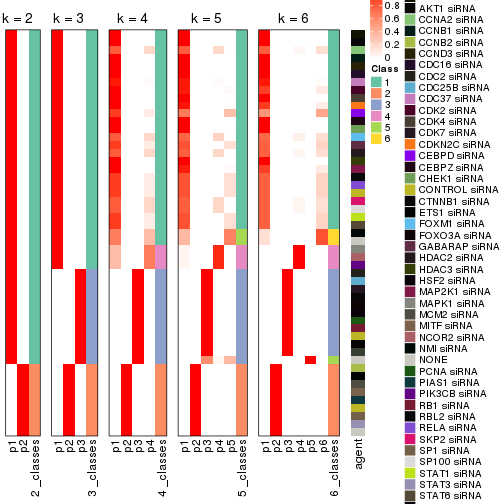 k = 2 k = 3 k = 4 k = 5 k = 6
0.8
0.6
0.4
0.2
0
Class
1
2
3
4
5
6
p1 p2 2_classes
p1 p2 p3 3_classes
p1 p2 p3 p4 4_classes
p1 p2 p3 p4 p5 5_classes
p1 p2 p3 p4 p5 p6 6_classes
agent
AKT1 siRNA
CCNA2 siRNA
CCNB1 siRNA
CCNB2 siRNA
CCND3 siRNA
CDC16 siRNA
CDC2 siRNA
CDC25B siRNA
CDC37 siRNA
CDK2 siRNA
CDK4 siRNA
CDK7 siRNA
CDKN2C siRNA
CEBPD siRNA
CEBPZ siRNA
CHEK1 siRNA
CONTROL siRNA
CTNNB1 siRNA
ETS1 siRNA
FOXM1 siRNA
FOXO3A siRNA
GABARAP siRNA
HDAC2 siRNA
HDAC3 siRNA
HSF2 siRNA
MAP2K1 siRNA
MAPK1 siRNA
MCM2 siRNA
MITF siRNA
NCOR2 siRNA
NMI siRNA
NONE
PCNA siRNA
PIAS1 siRNA
PIK3CB siRNA
RB1 siRNA
RBL2 siRNA
RELA siRNA
SKP2 siRNA
SP1 siRNA
SP100 siRNA
STAT1 siRNA
STAT3 siRNA
STAT6 siRNA